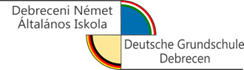 Debreceni Német
Általános Iskola
Deutsche Grundschule
Debrecen